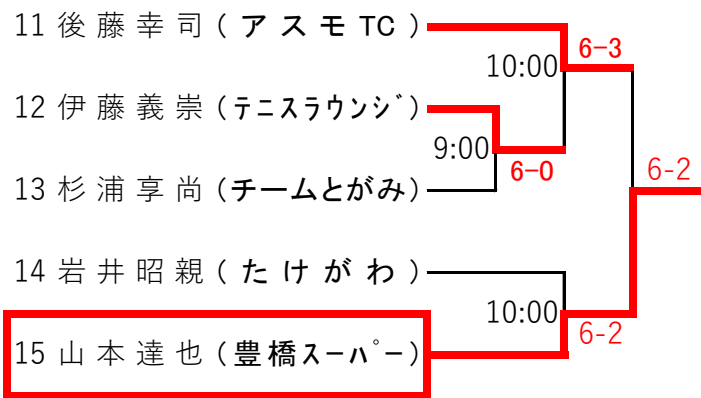 11 後藤幸司 (アスモTC)
6-3
10:00
12 伊藤義崇 (テニスラウンジ)
9:00
6-0
6-2
13 杉浦享尚 (チームとがみ)
14 岩井昭親 (たけがわ)
10:00
6-2
15 山本達也 (豊橋スーパー)